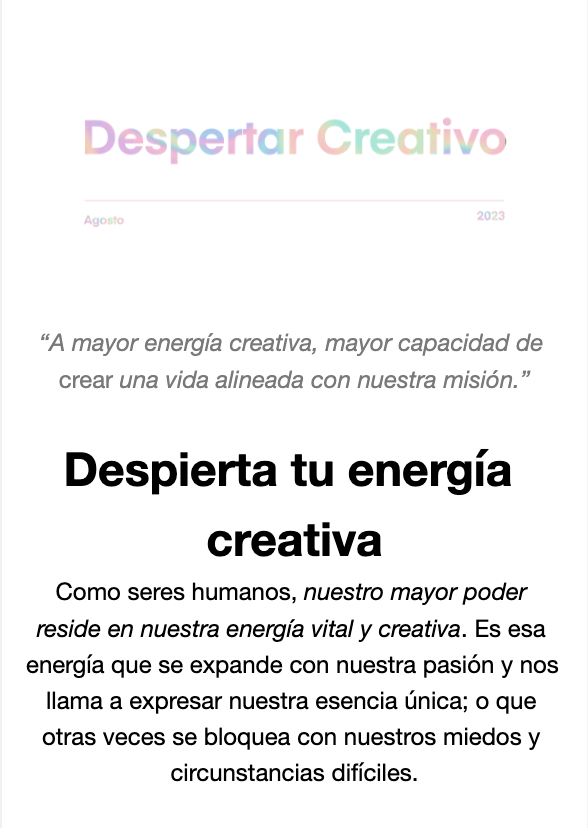 Despertar Creativo
Agosto
2023
“A mayor energía creativa, mayor capacidad de
crear una vida alineada con nuestra misión.”
Despierta tu energía
creativa
Como seres humanos, nuestro mayor poder
reside en nuestra energía vital y creativa. Es esa
energía que se expande con nuestra pasión y nos
llama a expresar nuestra esencia única; o que
otras veces se bloquea con nuestros miedos y
circunstancias difíciles.